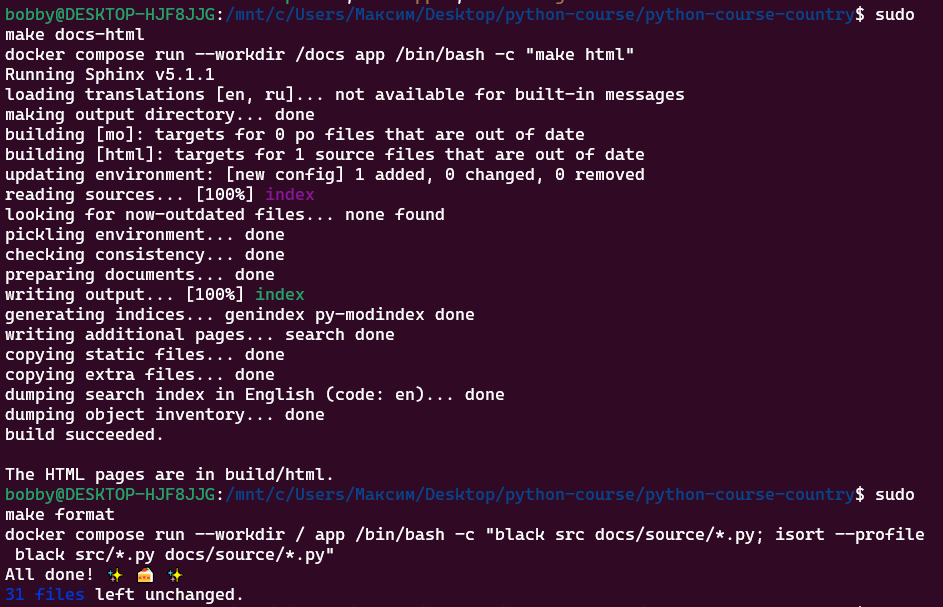 bobby@DESKTOP-HJF8JJG:/mnt/c/Users/Максим/Desktop/python-course/python-course-country$ sudo
make docs-html
docker compose run --workdir /docs app /bin/bash -c "make html"
Running Sphinx v5.1.1
loading translations [en, ru]... not available for built-in messages
making output directory... done
building [mo]: targets for 0 po files that are out of date
building [html]: targets for 1 source files that are out of date
updating environment: [new config] 1 added, 0 changed, 0 removed
reading sources... [100%] index
looking for now-outdated files... none found
pickling environment... done
checking consistency... done
preparing documents... done
writing output... [100%] index
generating indices... genindex py-modindex done
writing additional pages... search done
copying static files... done
copying extra files... done
dumping search index in English (code: en)... done
dumping object inventory... done
build succeeded.
The HTML pages are in build/html.
bobby@DESKTOP-HJF8JJG:/mnt/c/Users/Максим/Desktop/python-course/python-course-country$ sudo
make format
docker compose run --workdir / app /bin/bash -c "black src docs/source/*.py; isort --profile
black src/*.py docs/source/*.py"
All done! ✨ 🍰 ✨
31 files left unchanged.